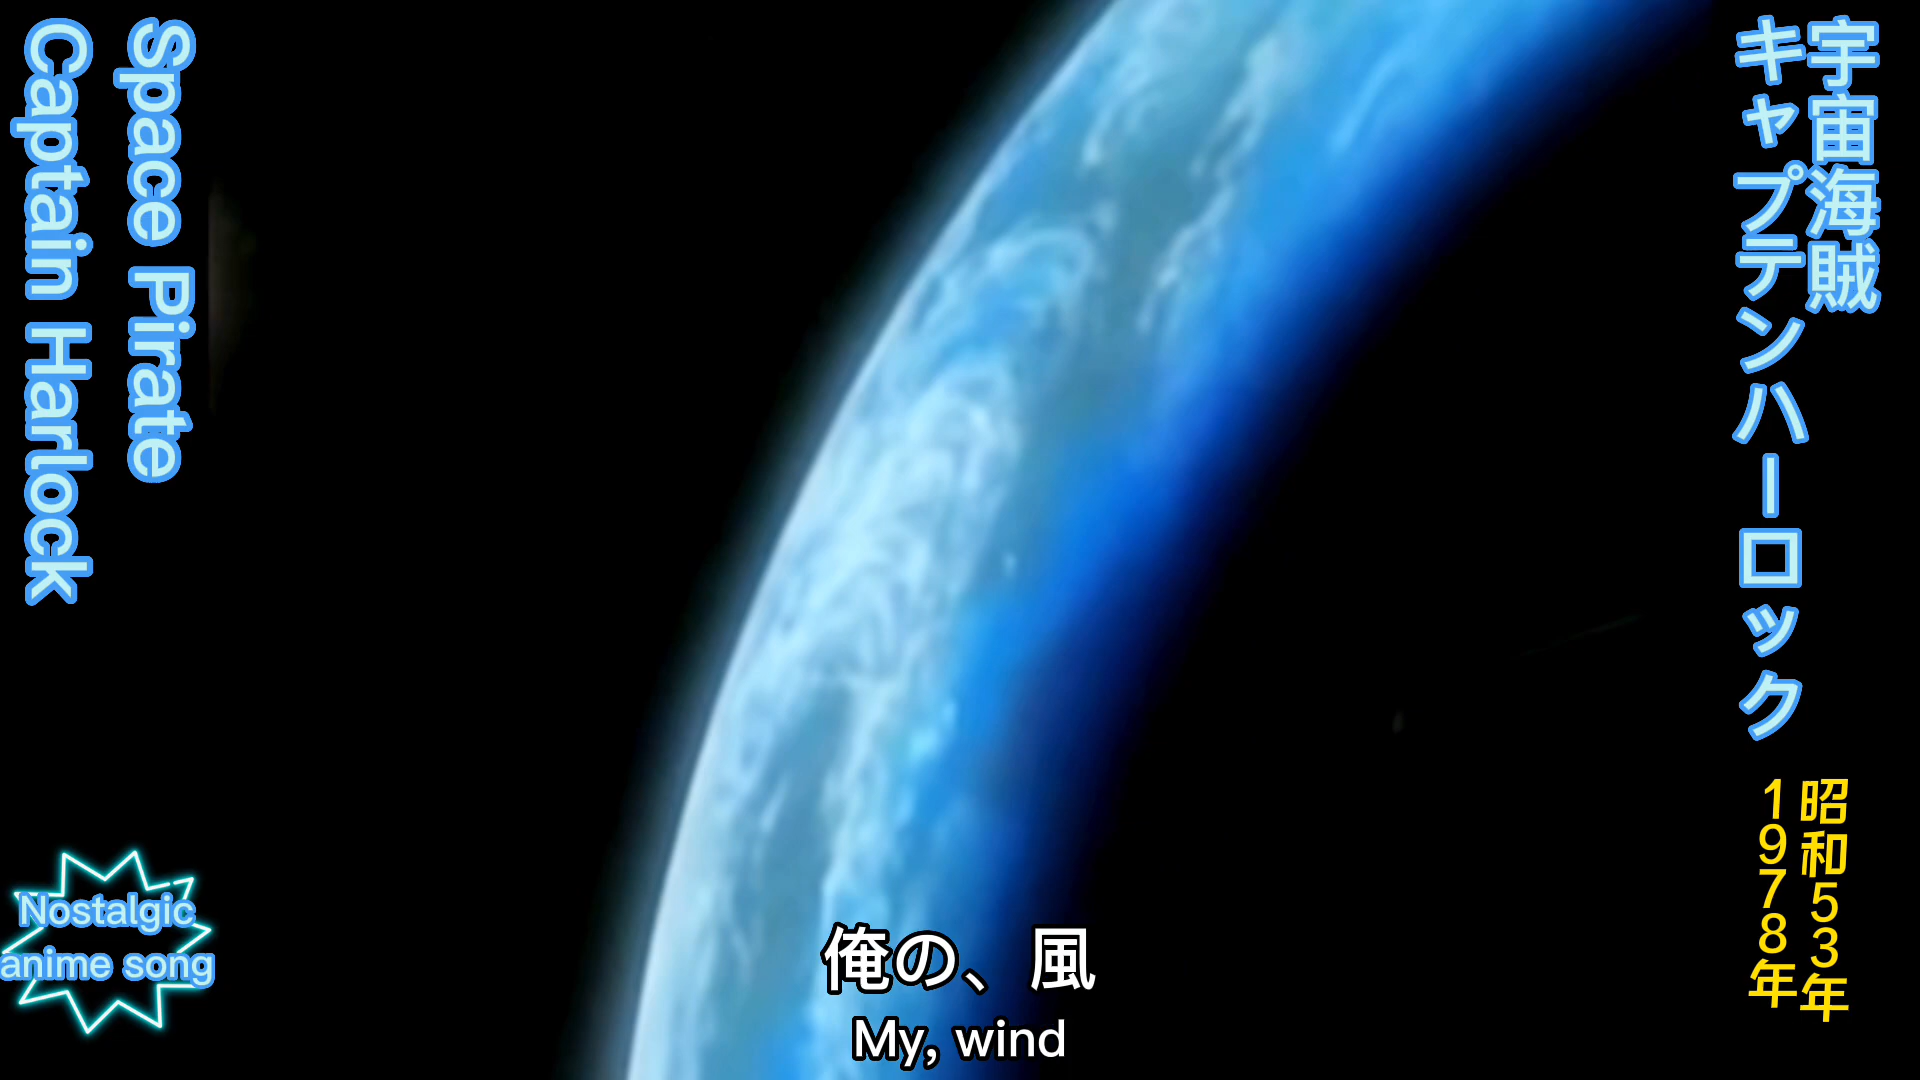 Space Pirate
Captain Harlock
宇宙海賊
キャプテンハーロック
昭和53年
1978年
Nostalgic
anime song
俺の、風
My, wind